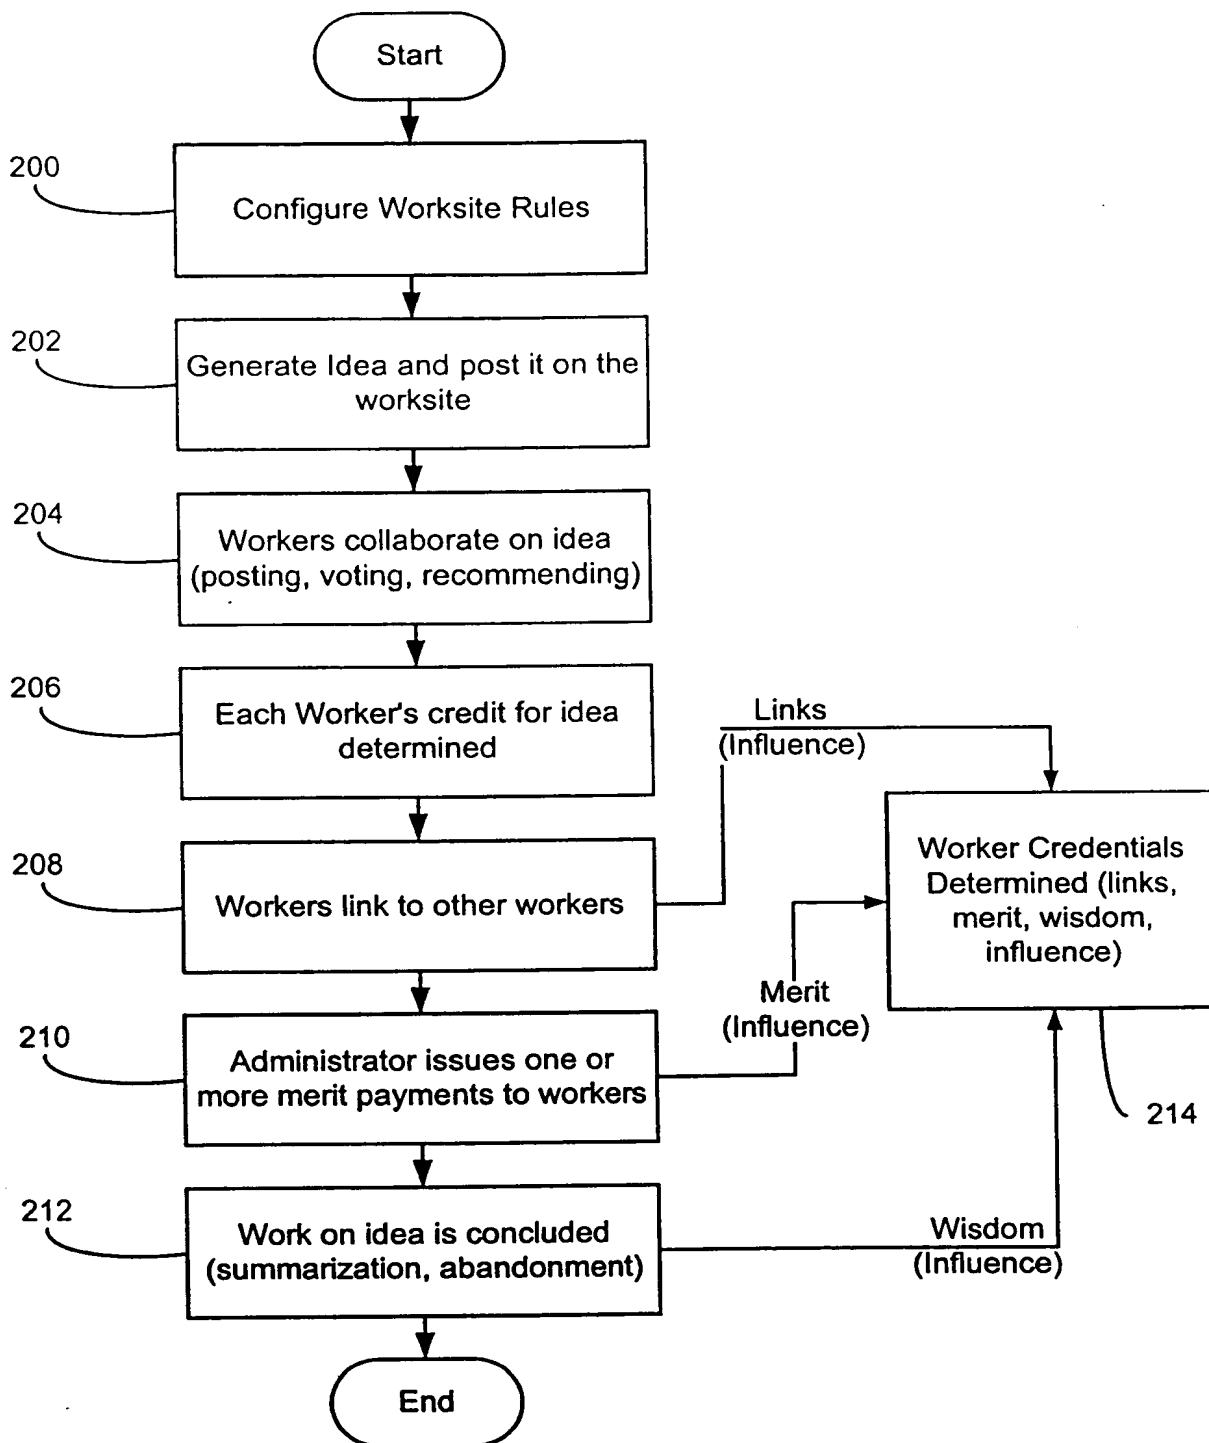 Start
200
Configure Worksite Rules
202
Generate Idea and post it on the
worksite
204
Workers collaborate on idea
(posting, voting, recommending)
206
Each Worker's credit for idea
determined
Links
(Influence)
208
Workers link to other workers
Worker Credentials
Determined (links,
merit, wisdom,
influence)
Merit
(Influence)
210
Administrator issues one or
more merit payments to workers
214
212
Work on idea is concluded
(summarization, abandonment)
Wisdom
(Influence)
End